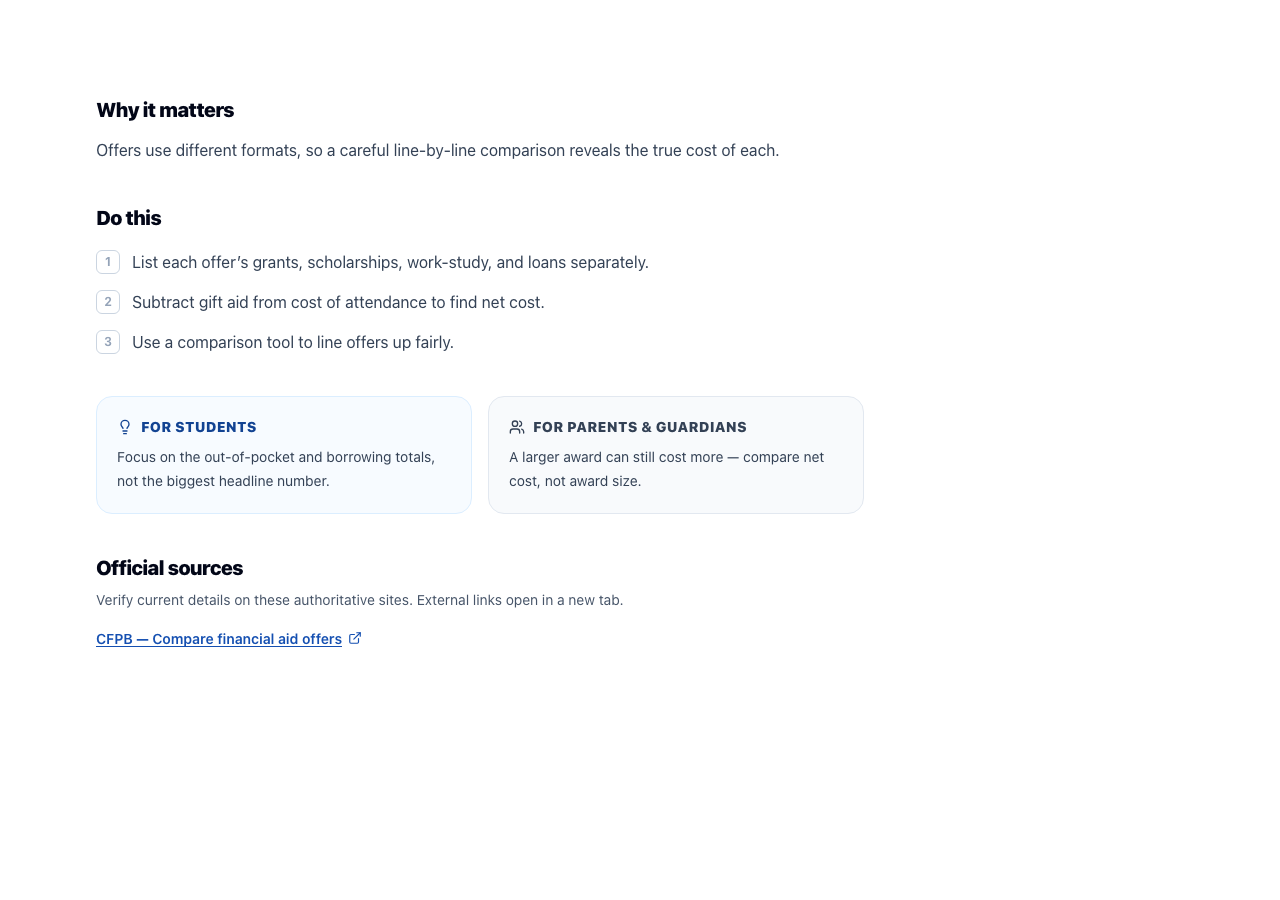 Why it matters
Offers use different formats, so a careful line-by-line comparison reveals the true cost of each.
Do this
1 List each offer’s grants, scholarships, work-study, and loans separately.
2 Subtract gift aid from cost of attendance to find net cost.
3 Use a comparison tool to line offers up fairly.
FOR STUDENTS
Focus on the out-of-pocket and borrowing totals,
not the biggest headline number.
FOR PARENTS & GUARDIANS
A larger award can still cost more — compare net
cost, not award size.
Official sources
Verify current details on these authoritative sites. External links open in a new tab.
CFPB — Compare financial aid offers